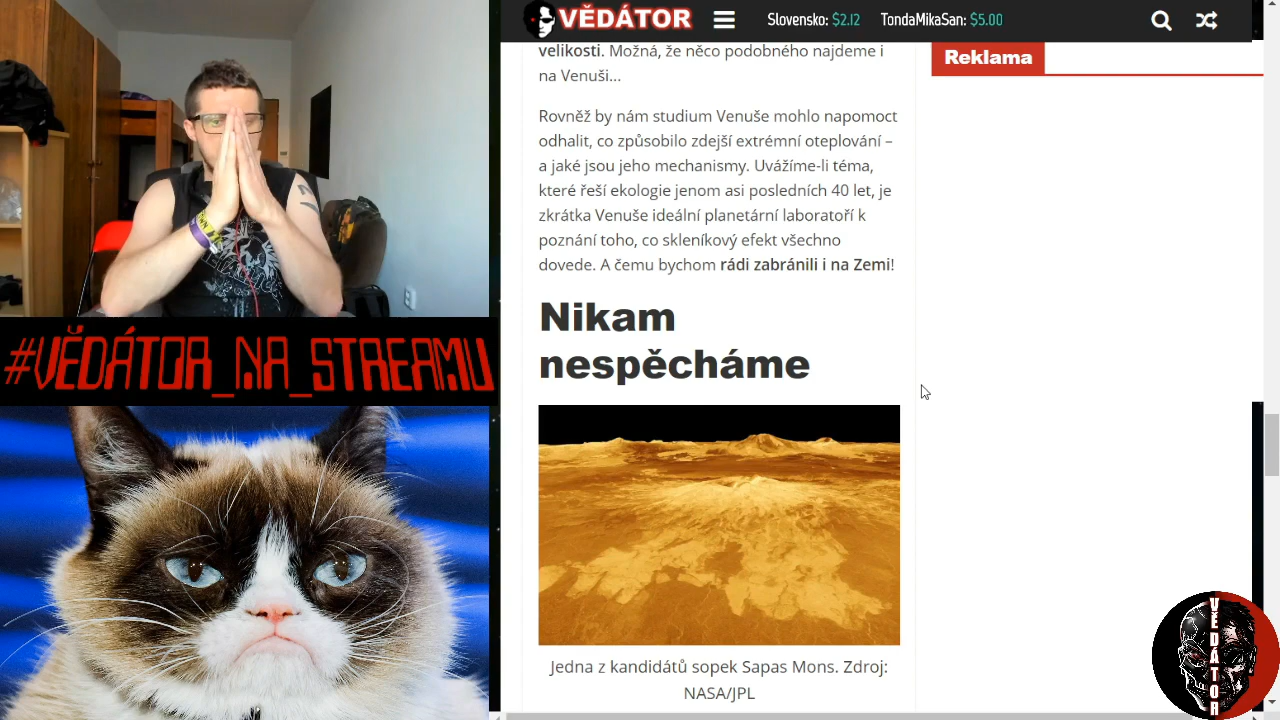 VĚDÁTOR
Slovensko: $2.12 TondaMikaSan: $5.00
velikosti. Možná, že něco podobného najdeme i
na Venuši...
Reklama
Rovněž by nám studium Venuše mohlo napomoct
odhalit, co způsobilo zdejší extrémní oteplování –
a jaké jsou jeho mechanismy. Uvážíme-li téma,
které řeší ekologie jenom asi posledních 40 let, je
zkrátka Venuše ideální planetární laboratoří k
poznání toho, co skleníkový efekt všechno
dovede. A čemu bychom rádi zabránili i na Zemi!
Nikam
nespěcháme
#VĚDÁTOR_NA_STREAMU
Jedna z kandidátů sopek Sapas Mons. Zdroj:
NASA/JPL
VĚDÁTOR